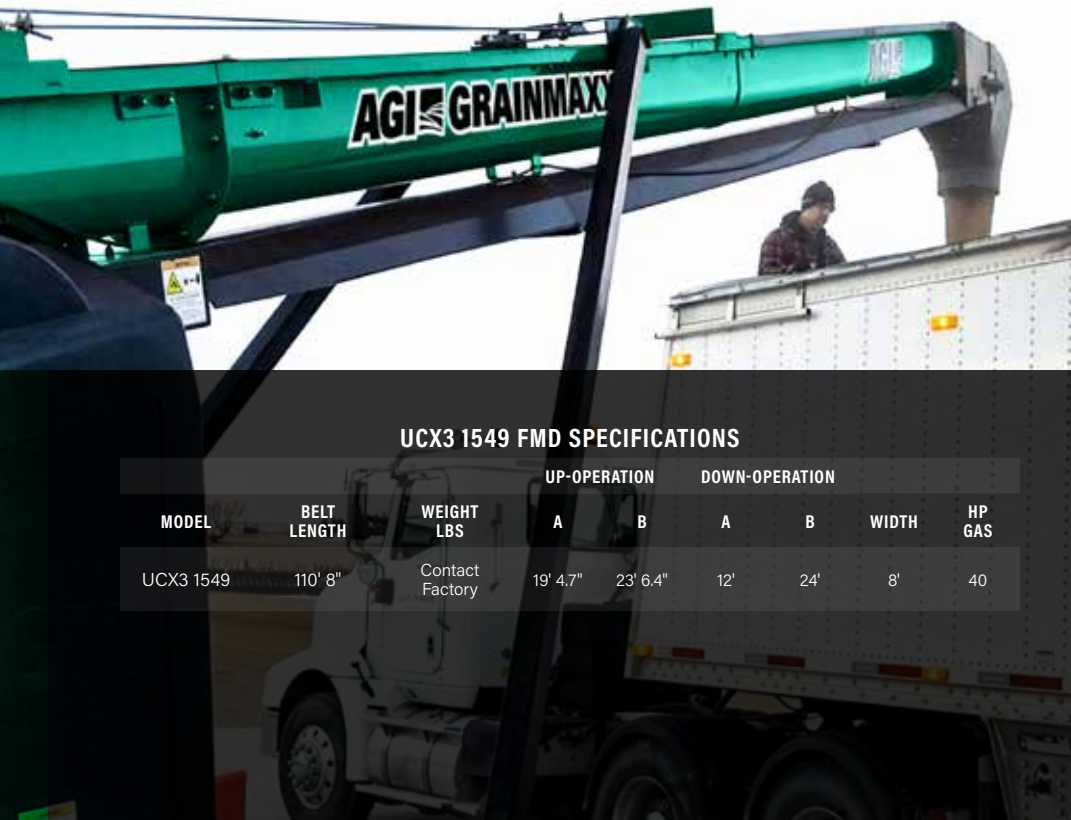 AGI GRAINMAXX
AGI
UCX3 1549 FMD SPECIFICATIONS
UP-OPERATION DOWN-OPERATION
MODEL BELT LENGTH WEIGHT LBS A B A B WIDTH HP GAS
UCX3 1549 110' 8" Contact Factory 19' 4.7" 23' 6.4" 12' 24' 8' 40